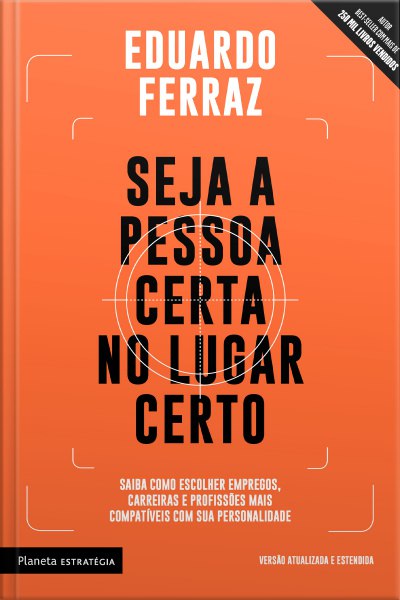 AUTOR
BEST-SELLER COM MAIS DE
250 MIL LIVROS VENDIDOS
EDUARDO
FERRAZ
SEJA A
PESSOA
CERTA
NO LUGAR
CERTO
SAIBA COMO ESCOLHER EMPREGOS,
CARREIRAS E PROFISSÕES MAIS
COMPATÍVEIS COM SUA PERSONALIDADE
Planeta ESTRATÉGIA
VERSÃO ATUALIZADA E ESTENDIDA